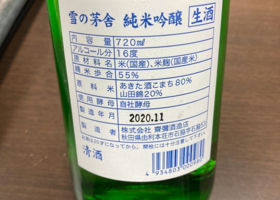 雪の茅舎 純米吟醸 生酒
内容量 720ml
アルコール分 16度
原材料名 米(国産)、米麹(国産米)
精米歩合 55%
原料米 あきた酒こまち80%
山田錦20%
使用酵母 自社酵母
製造年月 2020.11
製造者 株式会社 齋彌酒造店
秋田県由利本荘市石脇字石脇53
清酒
4 934803 000986